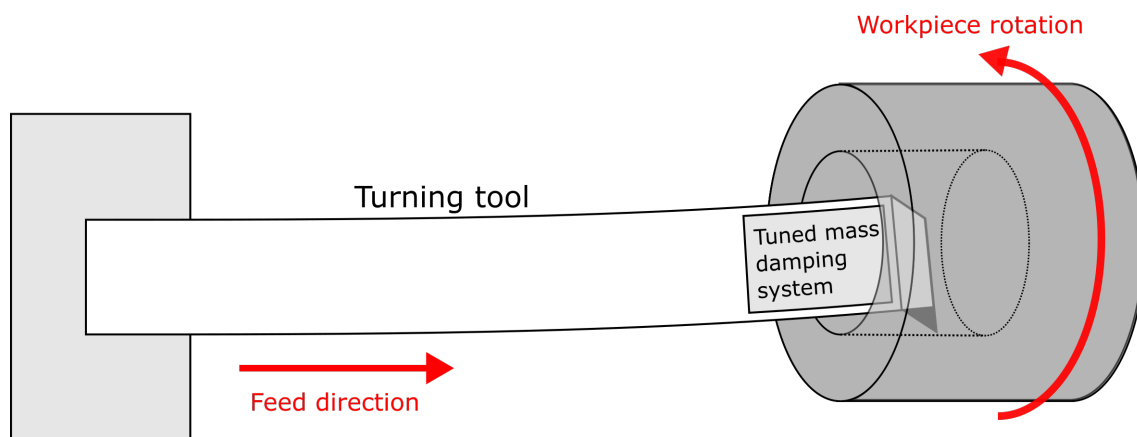 Workpiece rotation
Turning tool
Tuned mass
damping
system
Feed direction